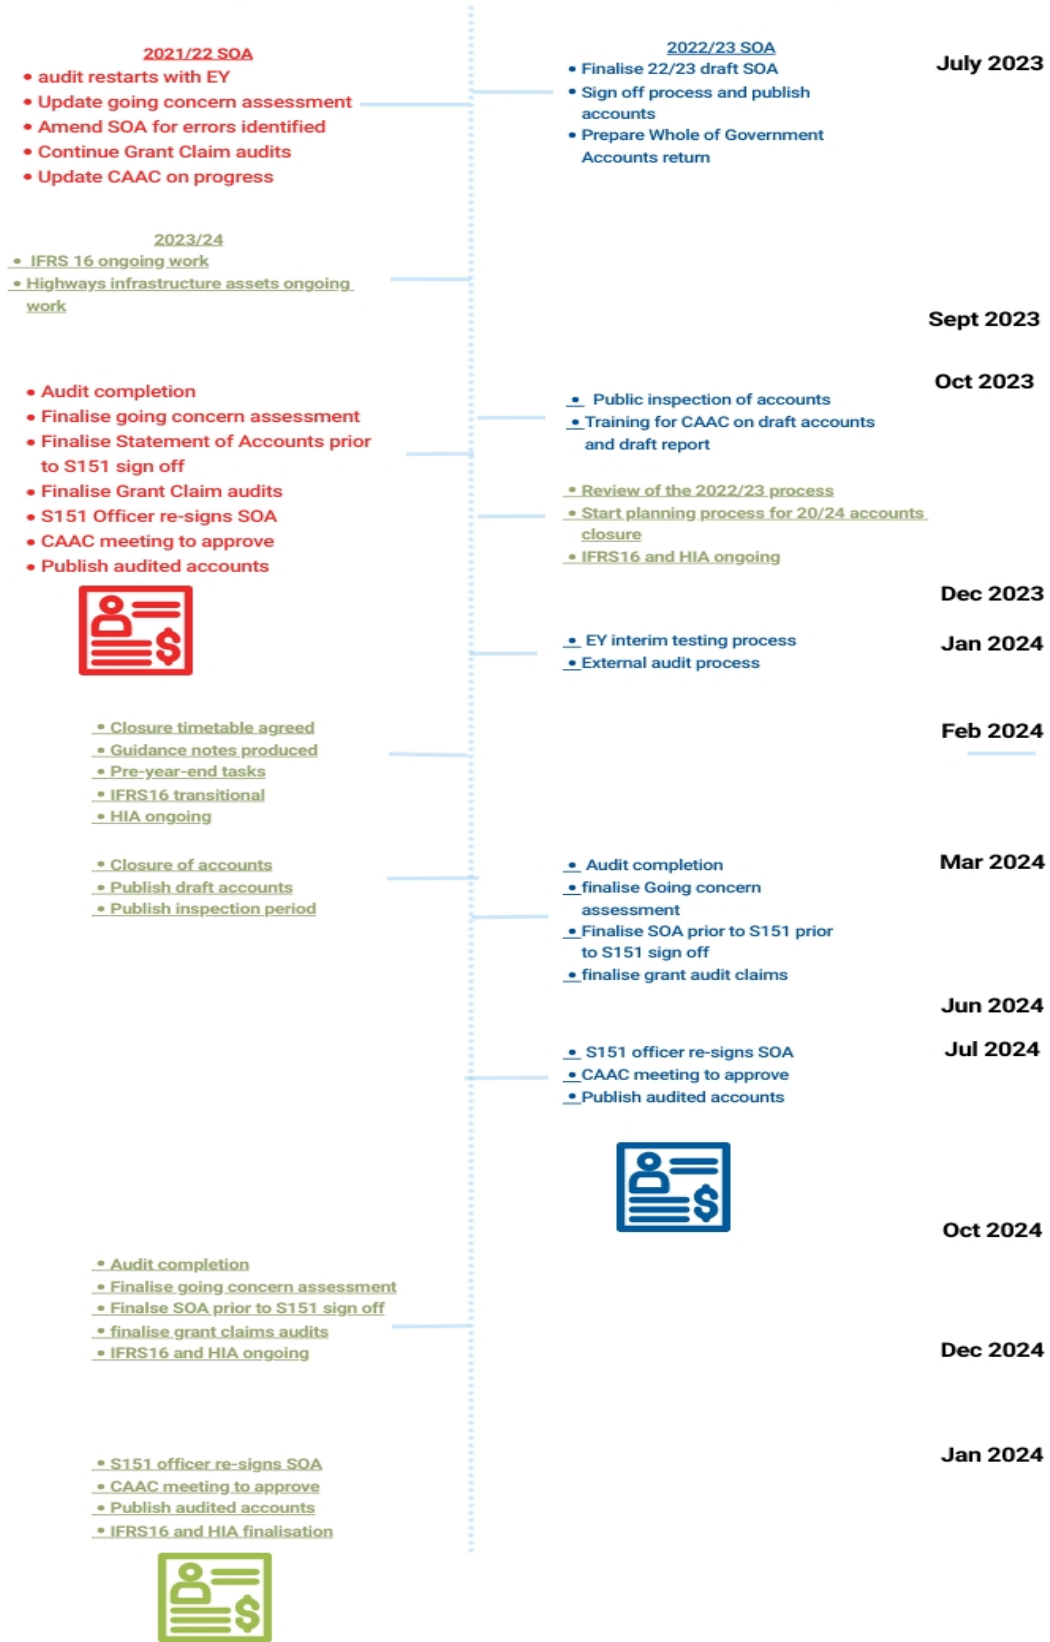 2021/22 SOA
• audit restarts with EY
• Update going concern assessment
• Amend SOA for errors identified
• Continue Grant Claim audits
• Update CAAC on progress
2022/23 SOA
• Finalise 22/23 draft SOA
• Sign off process and publish
accounts
• Prepare Whole of Government
Accounts return
July 2023
2023/24
• IFRS 16 ongoing work
• Highways infrastructure assets ongoing
work
Sept 2023
Oct 2023
• Audit completion
• Finalise going concern assessment
• Finalise Statement of Accounts prior
to S151 sign off
• Finalise Grant Claim audits
• S151 Officer re-signs SOA
• CAAC meeting to approve
• Publish audited accounts
• Public inspection of accounts
• Training for CAAC on draft accounts
and draft report
• Review of the 2022/23 process
• Start planning process for 20/24 accounts
closure
• IFRS16 and HIA ongoing
$
Dec 2023
• EY interim testing process
• External audit process
Jan 2024
• Closure timetable agreed
• Guidance notes produced
• Pre-year-end tasks
• IFRS16 transitional
• HIA ongoing
Feb 2024
• Closure of accounts
• Publish draft accounts
• Publish inspection period
• Audit completion
• finalise Going concern
assessment
• Finalise SOA prior to S151 prior
to S151 sign off
• finalise grant audit claims
Mar 2024
Jun 2024
• S151 officer re-signs SOA
• CAAC meeting to approve
• Publish audited accounts
Jul 2024
$
Oct 2024
• Audit completion
• Finalise going concern assessment
• Finalse SOA prior to S151 sign off
• finalise grant claims audits
• IFRS16 and HIA ongoing
Dec 2024
Jan 2024
• S151 officer re-signs SOA
• CAAC meeting to approve
• Publish audited accounts
• IFRS16 and HIA finalisation
$